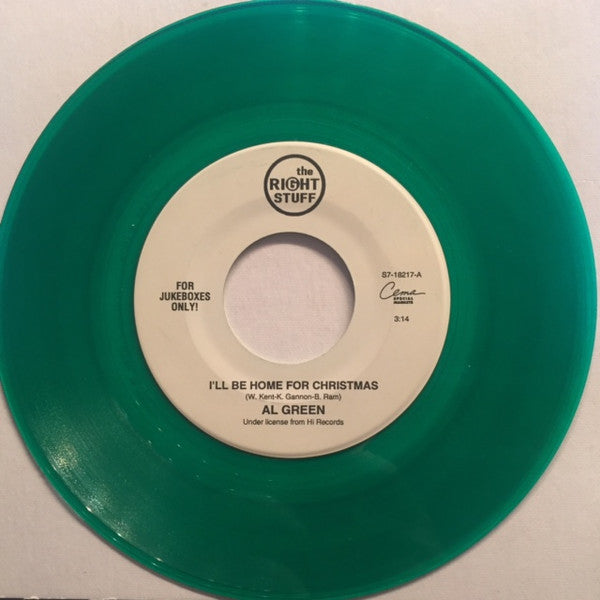 the
RIGHT
STUFF
FOR
JUKEBOXES
ONLY!
S7-18217-A
Cema
SPECIAL
MARKETS
3:14
I'LL BE HOME FOR CHRISTMAS
(W. Kent-K. Gannon-B. Ram)
AL GREEN
Under license from Hi Records